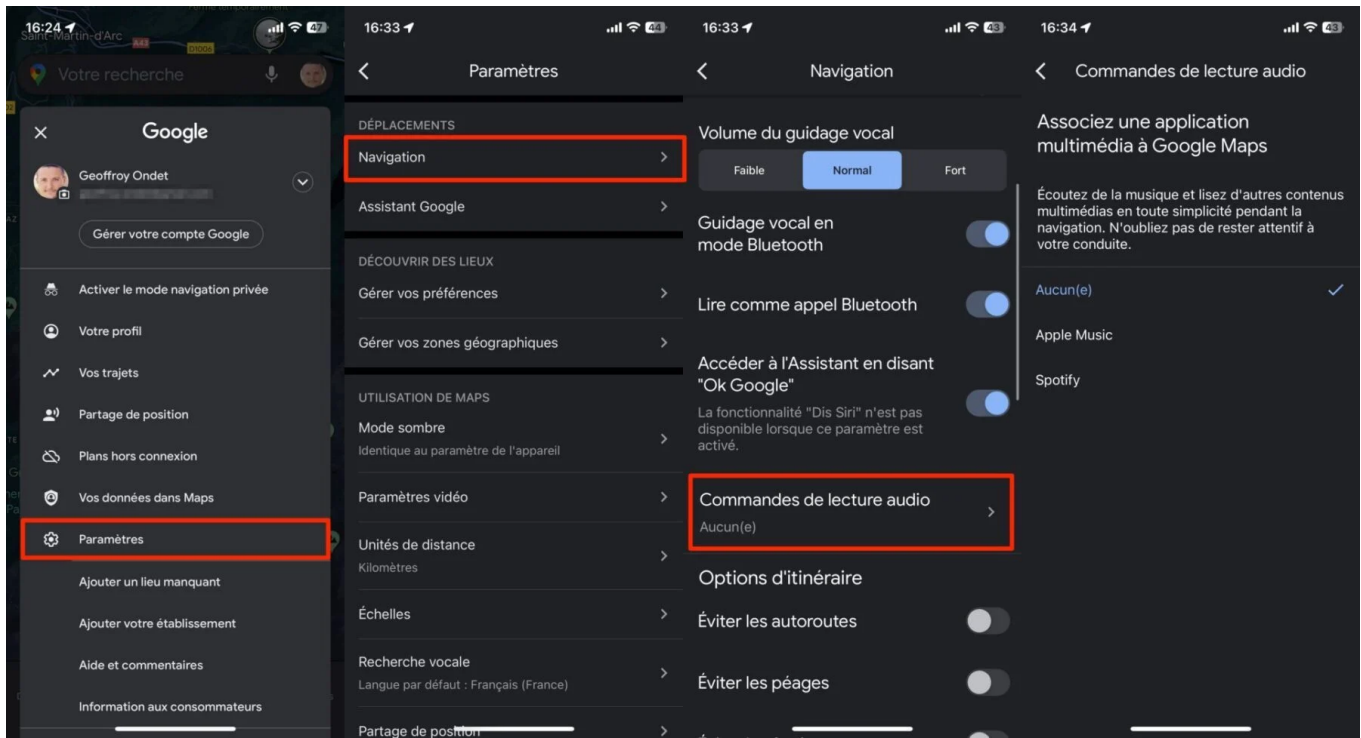 16:24
47
Saint-Martin-d'Arc
A43
D1006
Votre recherche
Google
Geoffroy Ondet
Gérer votre compte Google
Activer le mode navigation privée
Votre profil
Vos trajets
Partage de position
Plans hors connexion
Vos données dans Maps
Paramètres
Ajouter un lieu manquant
Ajouter votre établissement
Aide et commentaires
Information aux consommateurs
16:33
44
Paramètres
DÉPLACEMENTS
Navigation
Assistant Google
DÉCOUVRIR DES LIEUX
Gérer vos préférences
Gérer vos zones géographiques
UTILISATION DE MAPS
Mode sombre
Identique au paramètre de l'appareil
Paramètres vidéo
Unités de distance
Kilomètres
Échelles
Recherche vocale
Langue par défaut : Français (France)
Partage de position
16:33
43
Navigation
Volume du guidage vocal
Faible
Normal
Fort
Guidage vocal en
mode Bluetooth
Lire comme appel Bluetooth
Accéder à l'Assistant en disant
"Ok Google"
La fonctionnalité "Dis Siri" n'est pas
disponible lorsque ce paramètre est
activé.
Commandes de lecture audio
Aucun(e)
Options d'itinéraire
Éviter les autoroutes
Éviter les péages
16:34
43
Commandes de lecture audio
Associez une application
multimédia à Google Maps
Écoutez de la musique et lisez d'autres contenus
multimédias en toute simplicité pendant la
navigation. N'oubliez pas de rester attentif à
votre conduite.
Aucun(e)
Apple Music
Spotify